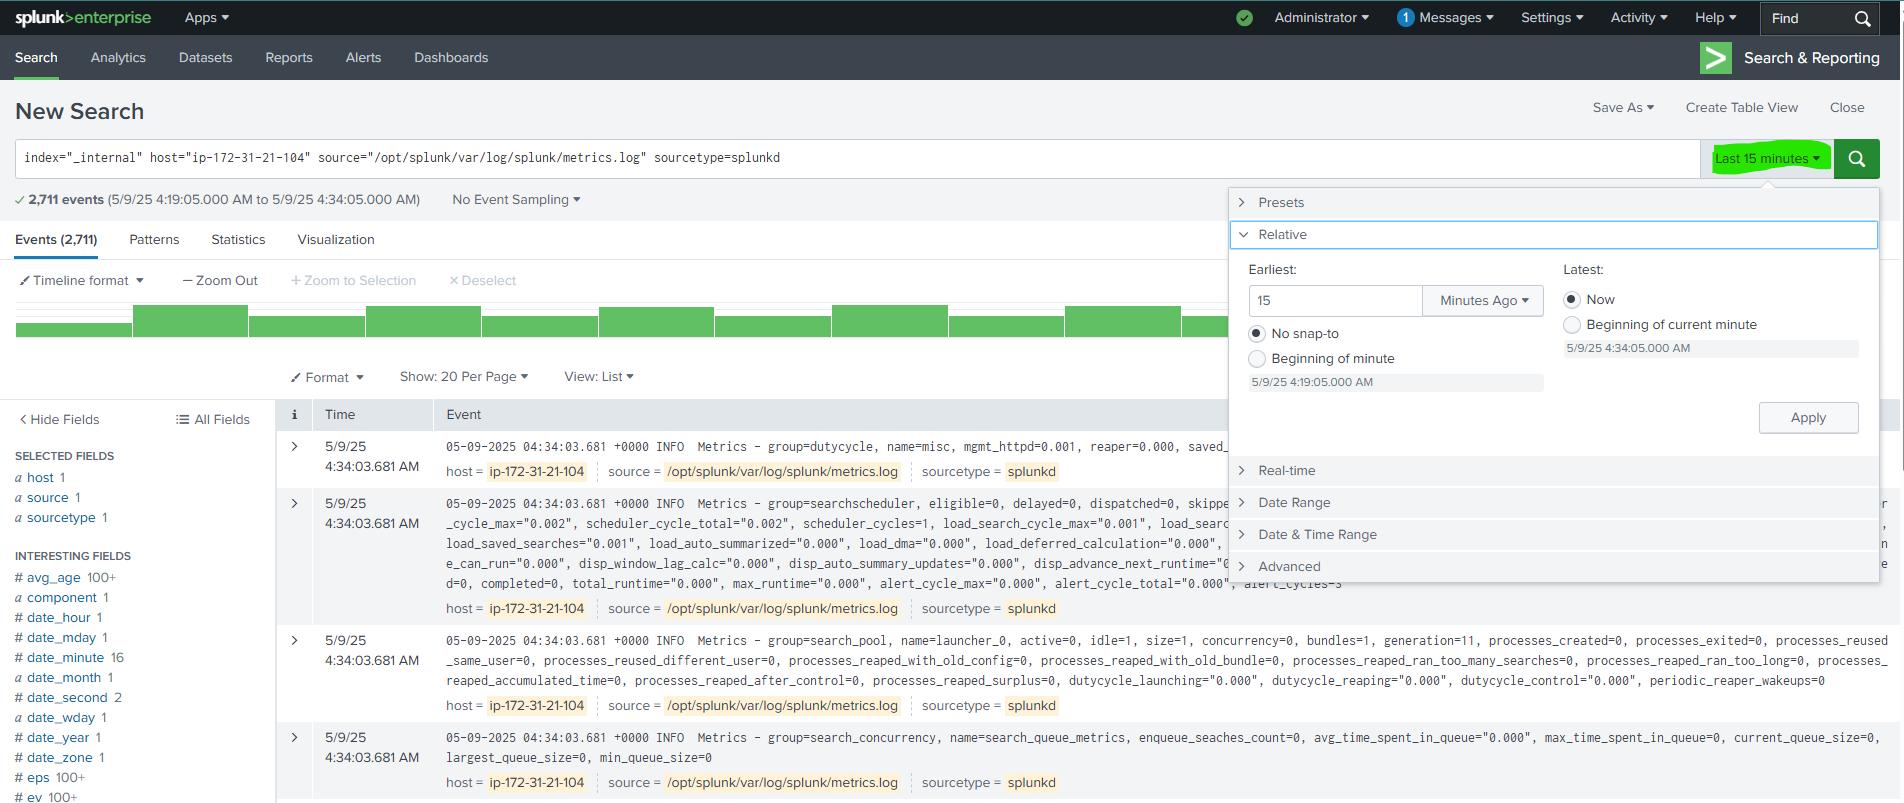 splunk>enterprise Apps Administrator 1 Messages Settings Activity Help Find
Search Analytics Datasets Reports Alerts Dashboards > Search & Reporting
New Search Save As Create Table View Close
index="_internal" host="ip-172-31-21-104" source="/opt/splunk/var/log/splunk/metrics.log" sourcetype=splunkd Last 15 minutes
2,711 events (5/9/25 4:19:05.000 AM to 5/9/25 4:34:05.000 AM) No Event Sampling
Events (2,711) Patterns Statistics Visualization
Timeline format — Zoom Out + Zoom to Selection × Deselect
Format Show: 20 Per Page View: List
Presets
Relative
Earliest: Latest:
15 Minutes Ago Now
No snap-to Beginning of current minute
Beginning of minute 5/9/25 4:34:05.000 AM
5/9/25 4:19:05.000 AM
Apply
Real-time
Date Range
Date & Time Range
Advanced
< Hide Fields All Fields
SELECTED FIELDS
a host 1
a source 1
a sourcetype 1
INTERESTING FIELDS
# avg_age 100+
a component 1
# date_hour 1
# date_mday 1
# date_minute 16
a date_month 1
# date_second 2
a date_wday 1
# date_year 1
# date_zone 1
# eps 100+
# ev 100+
i Time Event
> 5/9/25 05-09-2025 04:34:03.681 +0000 INFO Metrics - group=dutycycle, name=misc, mgmt_httpd=0.001, reaper=0.000, saved_
4:34:03.681 AM
host = ip-172-31-21-104 source = /opt/splunk/var/log/splunk/metrics.log sourcetype = splunkd
> 5/9/25 05-09-2025 04:34:03.681 +0000 INFO Metrics - group=searchscheduler, eligible=0, delayed=0, dispatched=0, skippe er
4:34:03.681 AM _cycle_max="0.002", scheduler_cycle_total="0.002", scheduler_cycles=1, load_search_cycle_max="0.001", load_searc ,
load_saved_searches="0.001", load_auto_summarized="0.000", load_dma="0.000", load_deferred_calculation="0.000", ne
e_can_run="0.000", disp_window_lag_calc="0.000", disp_auto_summary_updates="0.000", disp_advance_next_runtime="0 ee
d=0, completed=0, total_runtime="0.000", max_runtime="0.000", alert_cycle_max="0.000", alert_cycle_total="0.000", alert_cycles=3
host = ip-172-31-21-104 source = /opt/splunk/var/log/splunk/metrics.log sourcetype = splunkd
> 5/9/25 05-09-2025 04:34:03.681 +0000 INFO Metrics - group=search_pool, name=launcher_0, active=0, idle=1, size=1, concurrency=0, bundles=1, generation=11, processes_created=0, processes_exited=0, processes_reused
4:34:03.681 AM _same_user=0, processes_reused_different_user=0, processes_reaped_with_old_config=0, processes_reaped_with_old_bundle=0, processes_reaped_ran_too_many_searches=0, processes_reaped_ran_too_long=0, processes_
reaped_accumulated_time=0, processes_reaped_after_control=0, processes_reaped_surplus=0, dutycycle_launching="0.000", dutycycle_reaping="0.000", dutycycle_control="0.000", periodic_reaper_wakeups=0
host = ip-172-31-21-104 source = /opt/splunk/var/log/splunk/metrics.log sourcetype = splunkd
> 5/9/25 05-09-2025 04:34:03.681 +0000 INFO Metrics - group=search_concurrency, name=search_queue_metrics, enqueue_seaches_count=0, avg_time_spent_in_queue="0.000", max_time_spent_in_queue=0, current_queue_size=0,
4:34:03.681 AM largest_queue_size=0, min_queue_size=0
host = ip-172-31-21-104 source = /opt/splunk/var/log/splunk/metrics.log sourcetype = splunkd